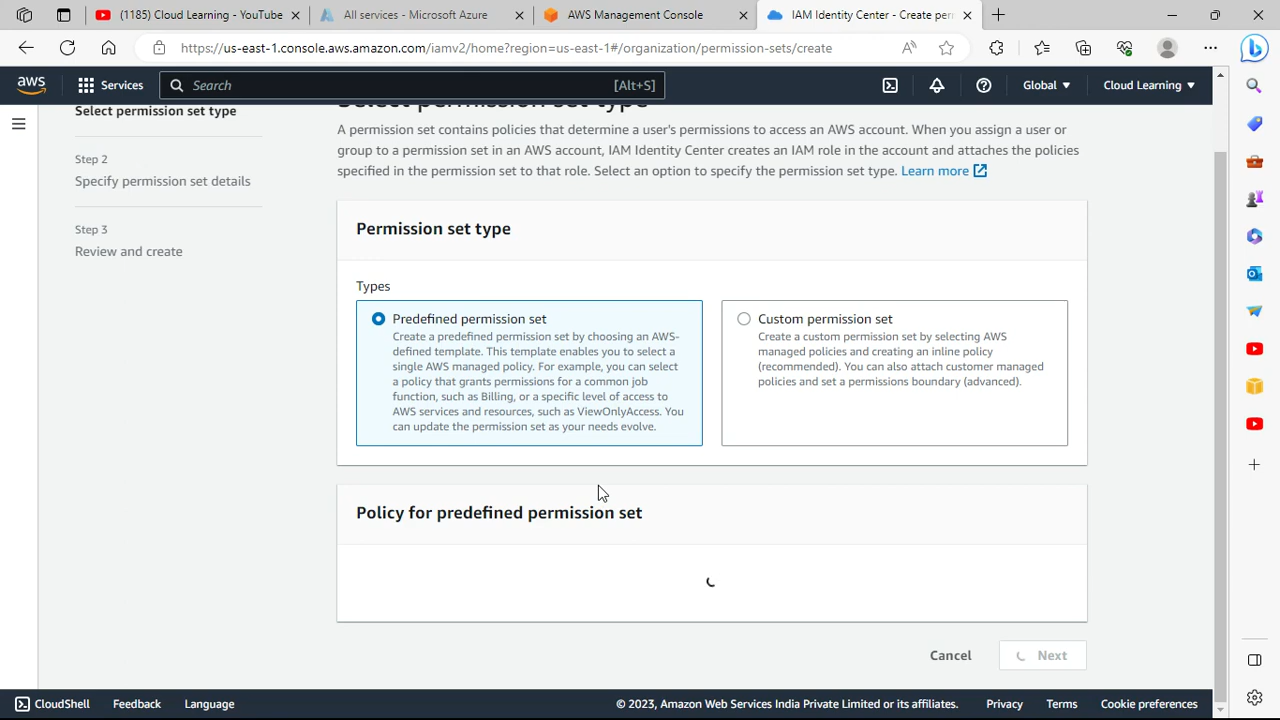 (1185) Cloud Learning - YouTube
All services - Microsoft Azure
AWS Management Console
IAM Identity Center - Create per
https://us-east-1.console.aws.amazon.com/iamv2/home?region=us-east-1#/organization/permission-sets/create
aws
Services
Search
[Alt+S]
Global
Cloud Learning
Select permission set type
Step 2
Specify permission set details
Step 3
Review and create
Select permission set type
A permission set contains policies that determine a user's permissions to access an AWS account. When you assign a user or
group to a permission set in an AWS account, IAM Identity Center creates an IAM role in the account and attaches the policies
specified in the permission set to that role. Select an option to specify the permission set type. Learn more
Permission set type
Types
Predefined permission set
Create a predefined permission set by choosing an AWS-
defined template. This template enables you to select a
single AWS managed policy. For example, you can select
a policy that grants permissions for a common job
function, such as Billing, or a specific level of access to
AWS services and resources, such as ViewOnlyAccess. You
can update the permission set as your needs evolve.
Custom permission set
Create a custom permission set by selecting AWS
managed policies and creating an inline policy
(recommended). You can also attach customer managed
policies and set a permissions boundary (advanced).
Policy for predefined permission set
Cancel
Next
CloudShell
Feedback
Language
© 2023, Amazon Web Services India Private Limited or its affiliates.
Privacy
Terms
Cookie preferences